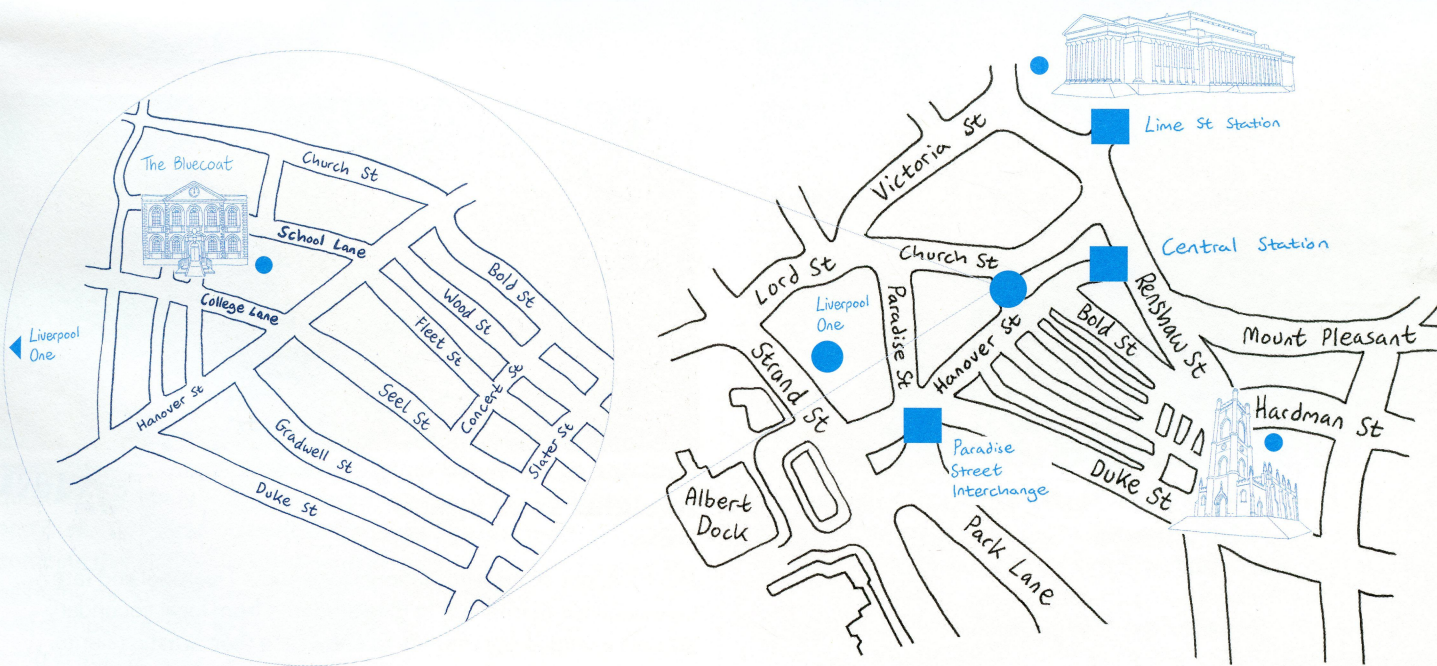 The Bluecoat
Church St
School Lane
College Lane
Liverpool
One
Hanover St
Bold St
Wood St
Fleet St
Concert St
Seel St
Slater St
Gradwell St
Duke St
Lime St Station
Victoria St
Central Station
Church St
Lord St
Liverpool
One
Paradise St
Hanover St
Bold St
Renshaw St
Mount Pleasant
Strand St
Hardman St
Paradise
Street
Interchange
Duke St
Albert
Dock
Park Lane